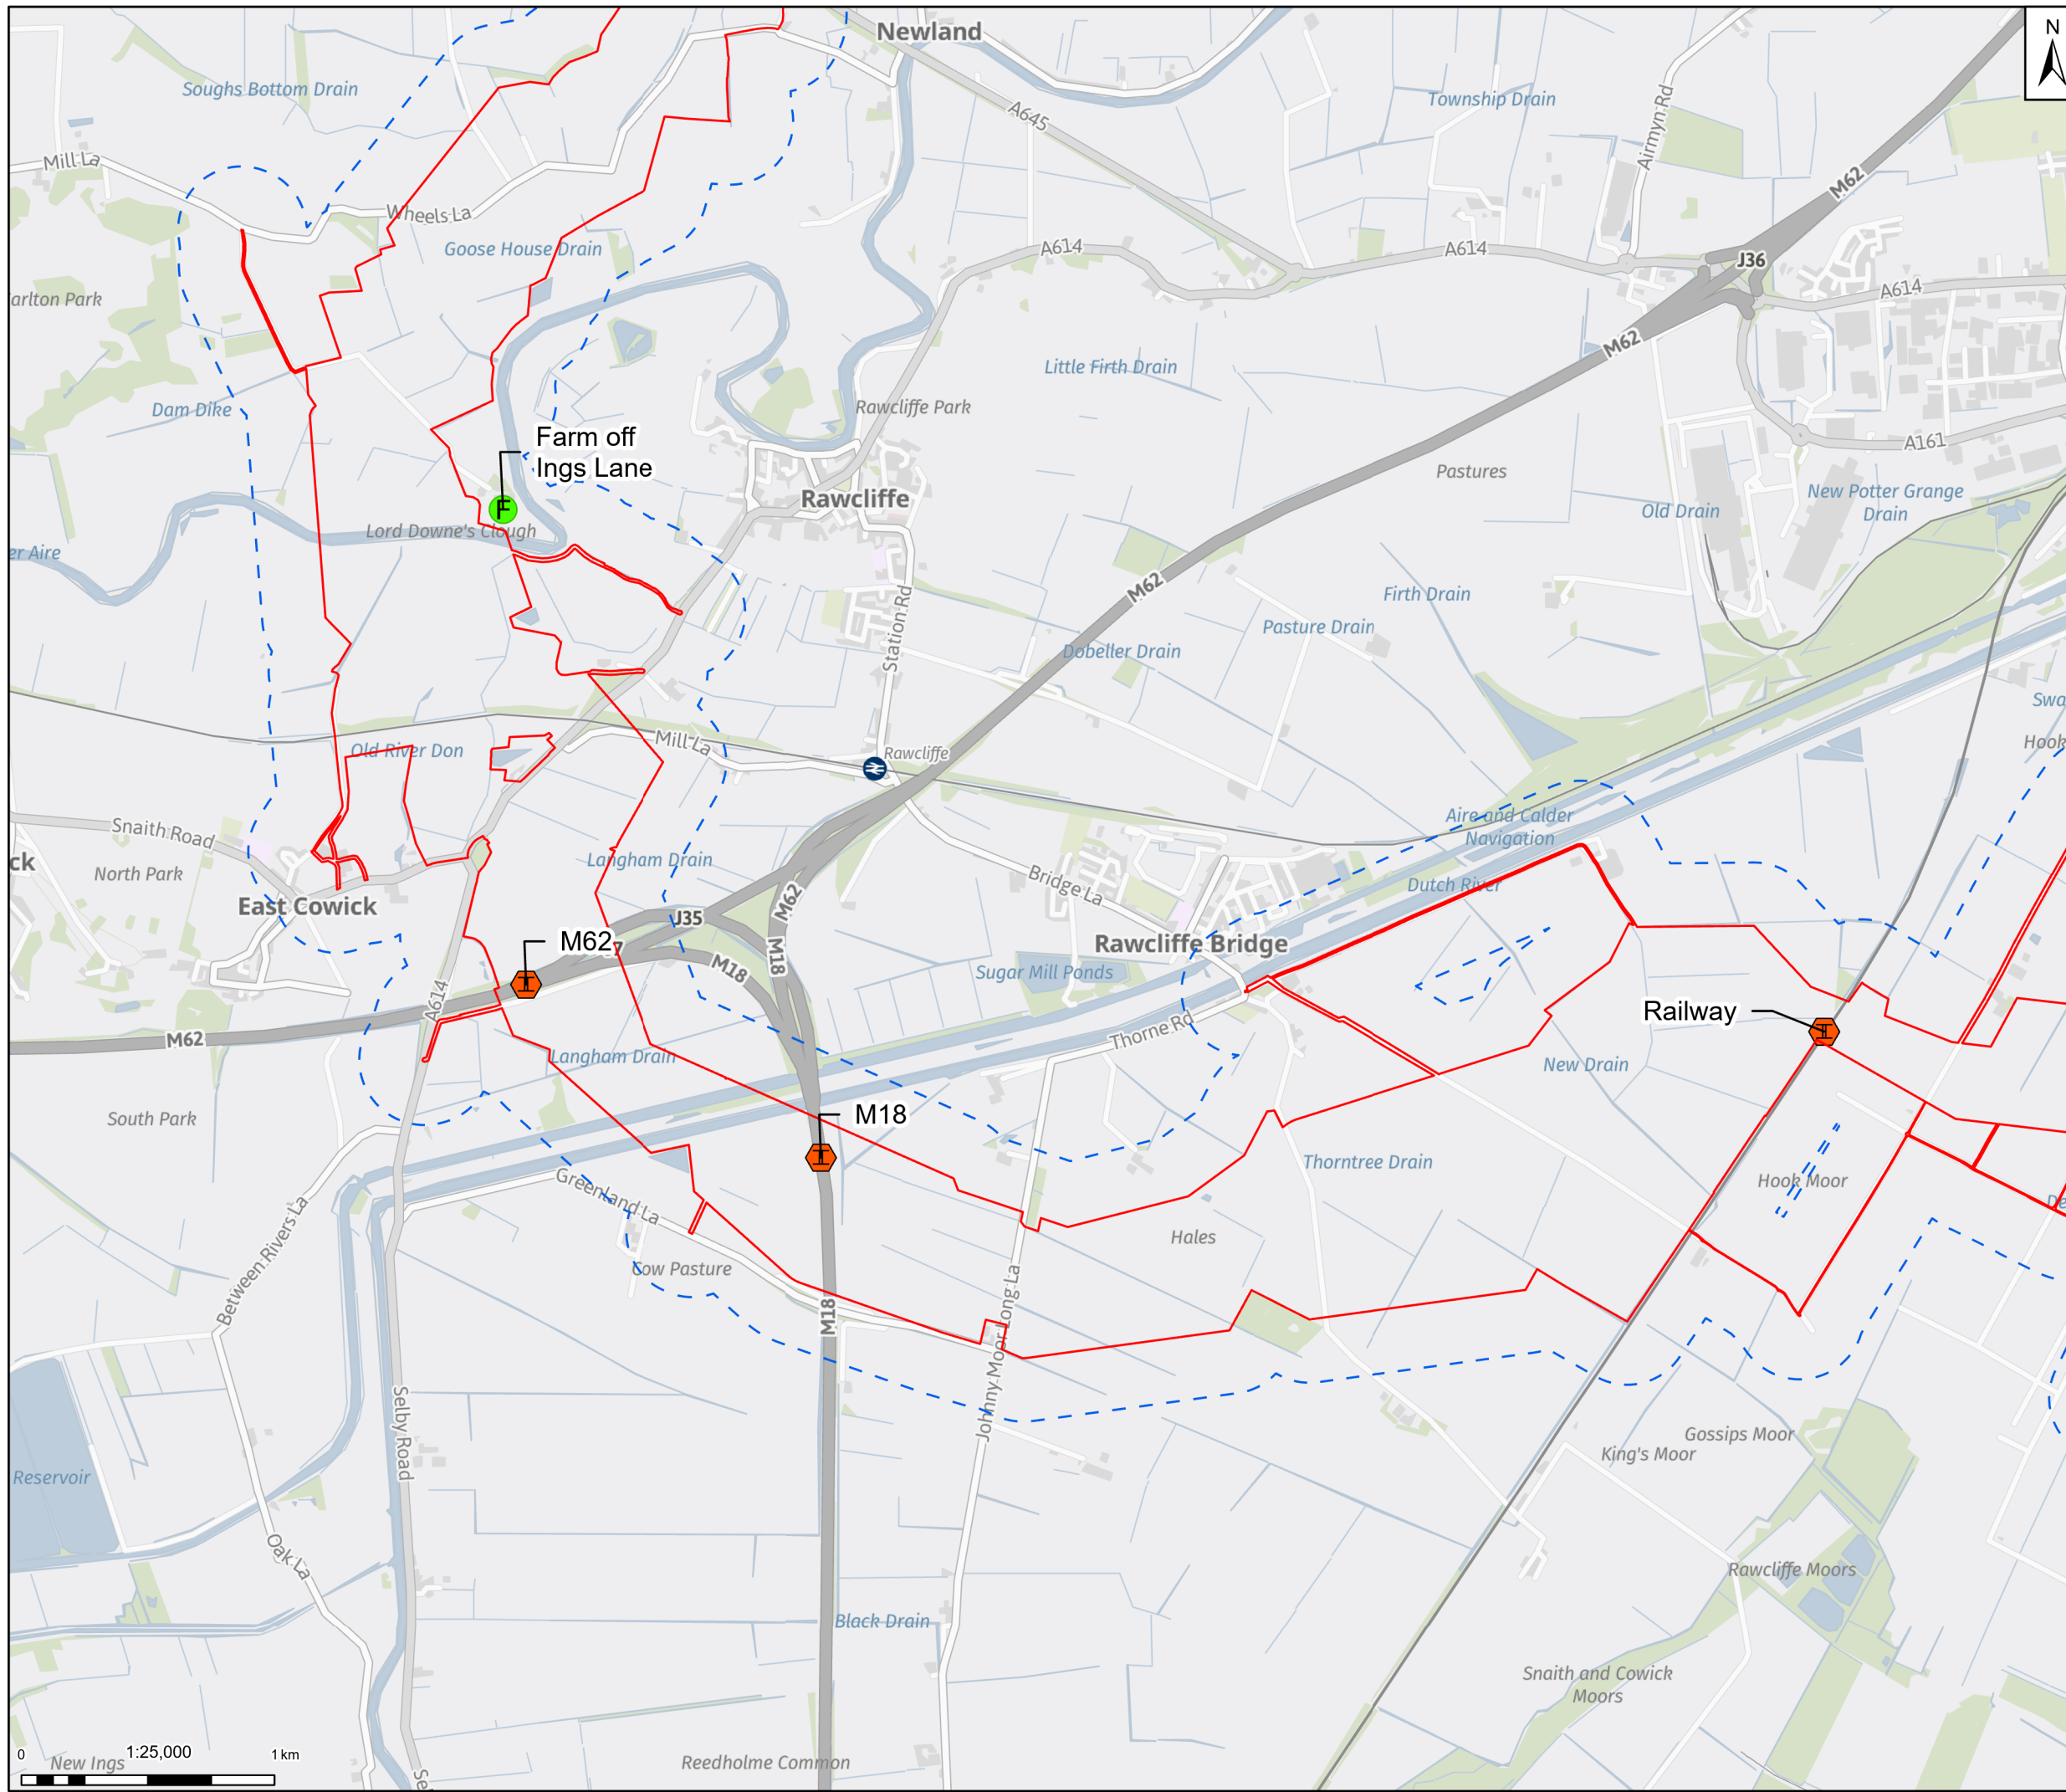 Newland
N
Soughs Bottom Drain
Township Drain
A645
Airmyn Rd
Mill La
M62
Wheels La
Goose House Drain
A614
A614
J36
A614
arlton Park
M62
Little Firth Drain
Dam Dike
Rawcliffe Park
Farm off
Ings Lane
A161
Pastures
Rawcliffe
New Potter Grange
Drain
Old Drain
F
Lord Downe's Clough
er Aire
M62
Firth Drain
Station Rd
Pasture Drain
Dobeller Drain
Swa
Old River Don
Mill La
Rawcliffe
Hook
Snaith Road
Aire and Calder
Navigation
ck
North Park
Langham Drain
Bridge La
Dutch River
East Cowick
M62
J35
M62
Rawcliffe Bridge
M18
M18
Sugar Mill Ponds
A614
Railway
I
I
M62
Thorne Rd
Langham Drain
New Drain
South Park
M18
I
Thorntree Drain
Greenland La
Hook Moor
De
Between Rivers La
Hales
Cow Pasture
M18
Johnny Moor Long La
Selby Road
Gossips Moor
King's Moor
Reservoir
Oak La
Rawcliffe Moors
Black Drain
Snaith and Cowick
Moors
0
1:25,000
1 km
New Ings
Reedholme Common
Se